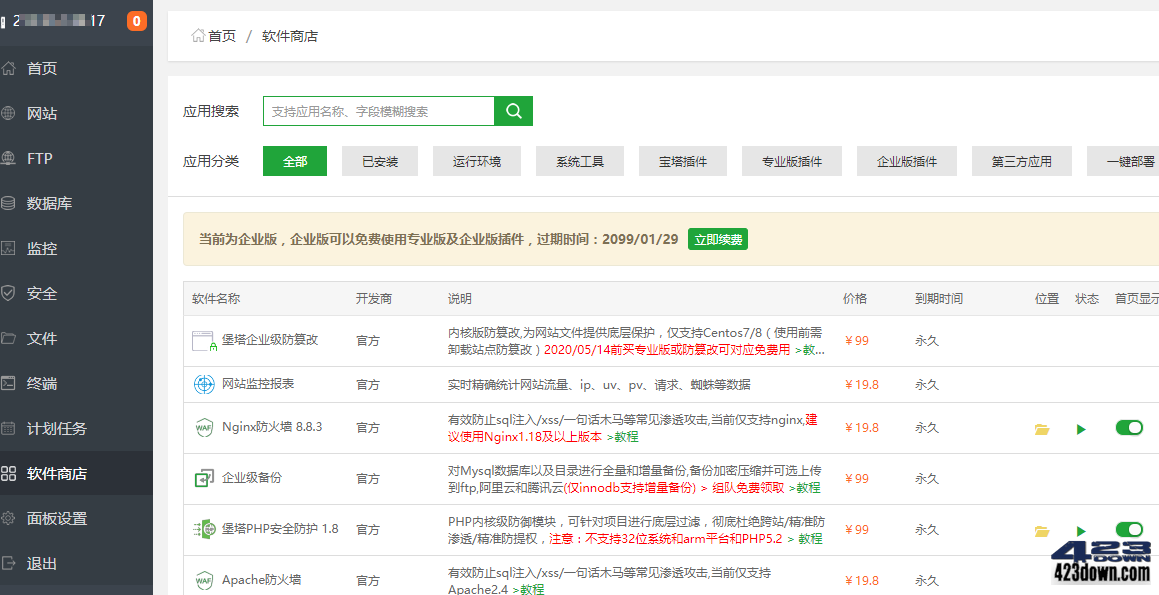 2 17 0
首页
网站
FTP
数据库
监控
安全
文件
终端
计划任务
软件商店
面板设置
退出
首页 / 软件商店
应用搜索 支持应用名称、字段模糊搜索
应用分类 全部 已安装 运行环境 系统工具 宝塔插件 专业版插件 企业版插件 第三方应用 一键部署
当前为企业版，企业版可以免费使用专业版及企业版插件，过期时间：2099/01/29 立即续费
软件名称 开发商 说明 价格 到期时间 位置 状态 首页显示
堡塔企业级防篡改 官方 内核版防篡改,为网站文件提供底层保护，仅支持Centos7/8（使用前需
卸载站点防篡改）2020/05/14前买专业版或防篡改可对应免费用 >教... ￥99 永久
网站监控报表 官方 实时精确统计网站流量、ip、uv、pv、请求、蜘蛛等数据 ￥19.8 永久
WAF Nginx防火墙 8.8.3 官方 有效防止sql注入/xss/一句话木马等常见渗透攻击,当前仅支持nginx,建
议使用Nginx1.18及以上版本 >教程 ￥19.8 永久
企业级备份 官方 对Mysql数据库以及目录进行全量和增量备份,备份加密压缩并可选上传
到ftp,阿里云和腾讯云(仅innodb支持增量备份) > 组队免费领取 >教程 ￥99 永久
堡塔PHP安全防护 1.8 官方 PHP内核级防御模块，可针对项目进行底层过滤，彻底杜绝跨站/精准防
渗透/精准防提权，注意：不支持32位系统和arm平台和PHP5.2 > 教程 ￥99 永久
WAF Apache防火墙 官方 有效防止sql注入/xss/一句话木马等常见渗透攻击,当前仅支持
Apache2.4 >教程 ￥19.8 永久
423DOWN
423down.com